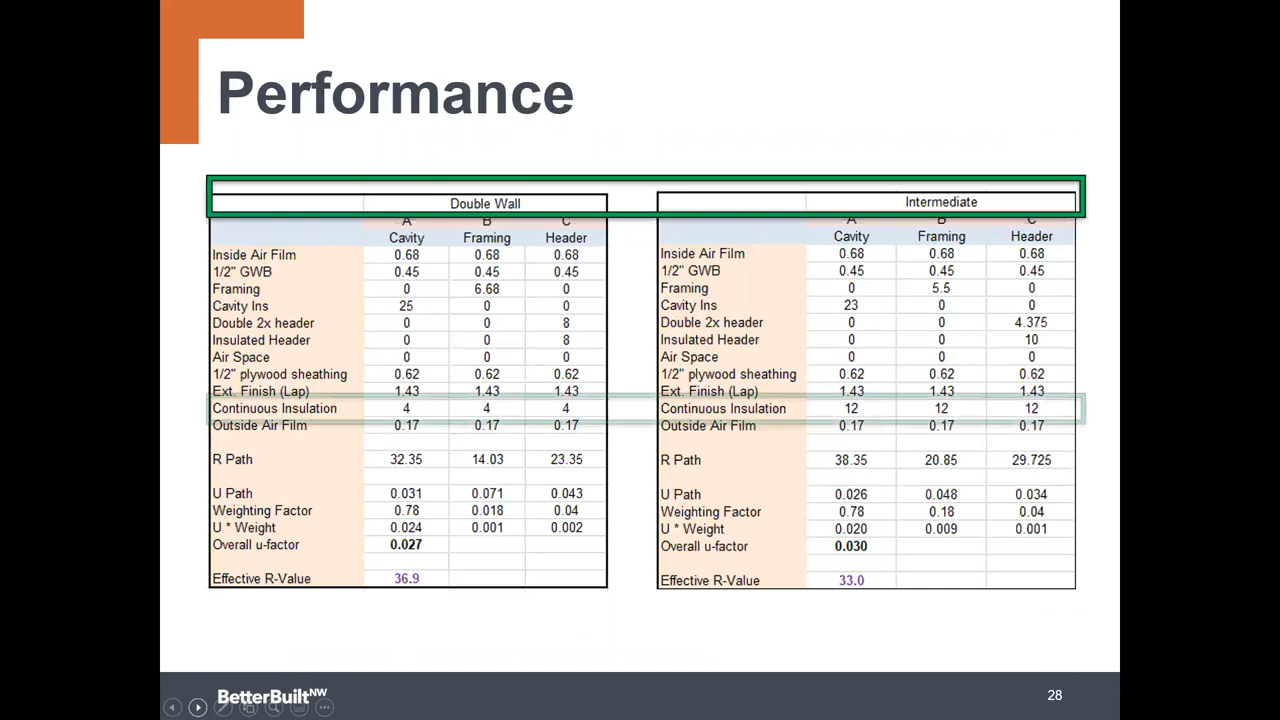 Performance
Double Wall
A B C
Cavity Framing Header
Inside Air Film 0.68 0.68 0.68
1/2" GWB 0.45 0.45 0.45
Framing 0 6.68 0
Cavity Ins 25 0 0
Double 2x header 0 0 8
Insulated Header 0 0 8
Air Space 0 0 0
1/2" plywood sheathing 0.62 0.62 0.62
Ext. Finish (Lap) 1.43 1.43 1.43
Continuous Insulation 4 4 4
Outside Air Film 0.17 0.17 0.17
R Path 32.35 14.03 23.35
U Path 0.031 0.071 0.043
Weighting Factor 0.78 0.018 0.04
U * Weight 0.024 0.001 0.002
Overall u-factor 0.027
Effective R-Value 36.9
Intermediate
A B C
Cavity Framing Header
Inside Air Film 0.68 0.68 0.68
1/2" GWB 0.45 0.45 0.45
Framing 0 5.5 0
Cavity Ins 23 0 0
Double 2x header 0 0 4.375
Insulated Header 0 0 10
Air Space 0 0 0
1/2" plywood sheathing 0.62 0.62 0.62
Ext. Finish (Lap) 1.43 1.43 1.43
Continuous Insulation 12 12 12
Outside Air Film 0.17 0.17 0.17
R Path 38.35 20.85 29.725
U Path 0.026 0.048 0.034
Weighting Factor 0.78 0.18 0.04
U * Weight 0.020 0.009 0.001
Overall u-factor 0.030
Effective R-Value 33.0
BetterBuiltNW
28